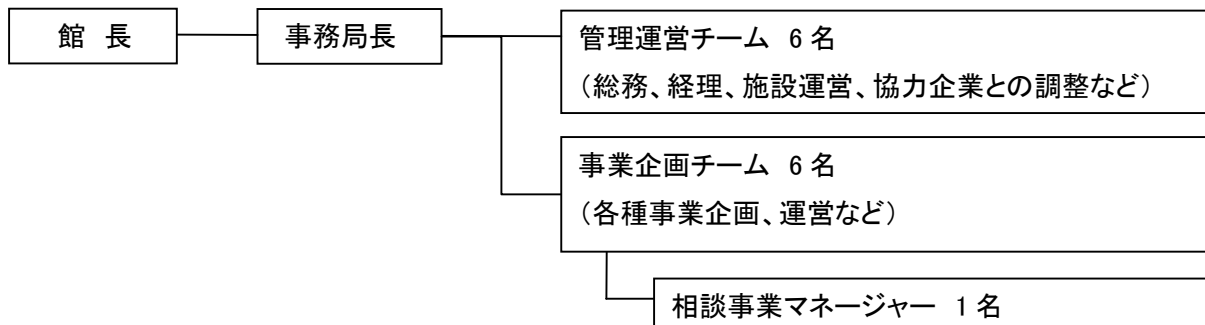 館 長
事務局長
管理運営チーム 6名
（総務、経理、施設運営、協力企業との調整など）
事業企画チーム 6名
（各種事業企画、運営など）
相談事業マネージャー 1名